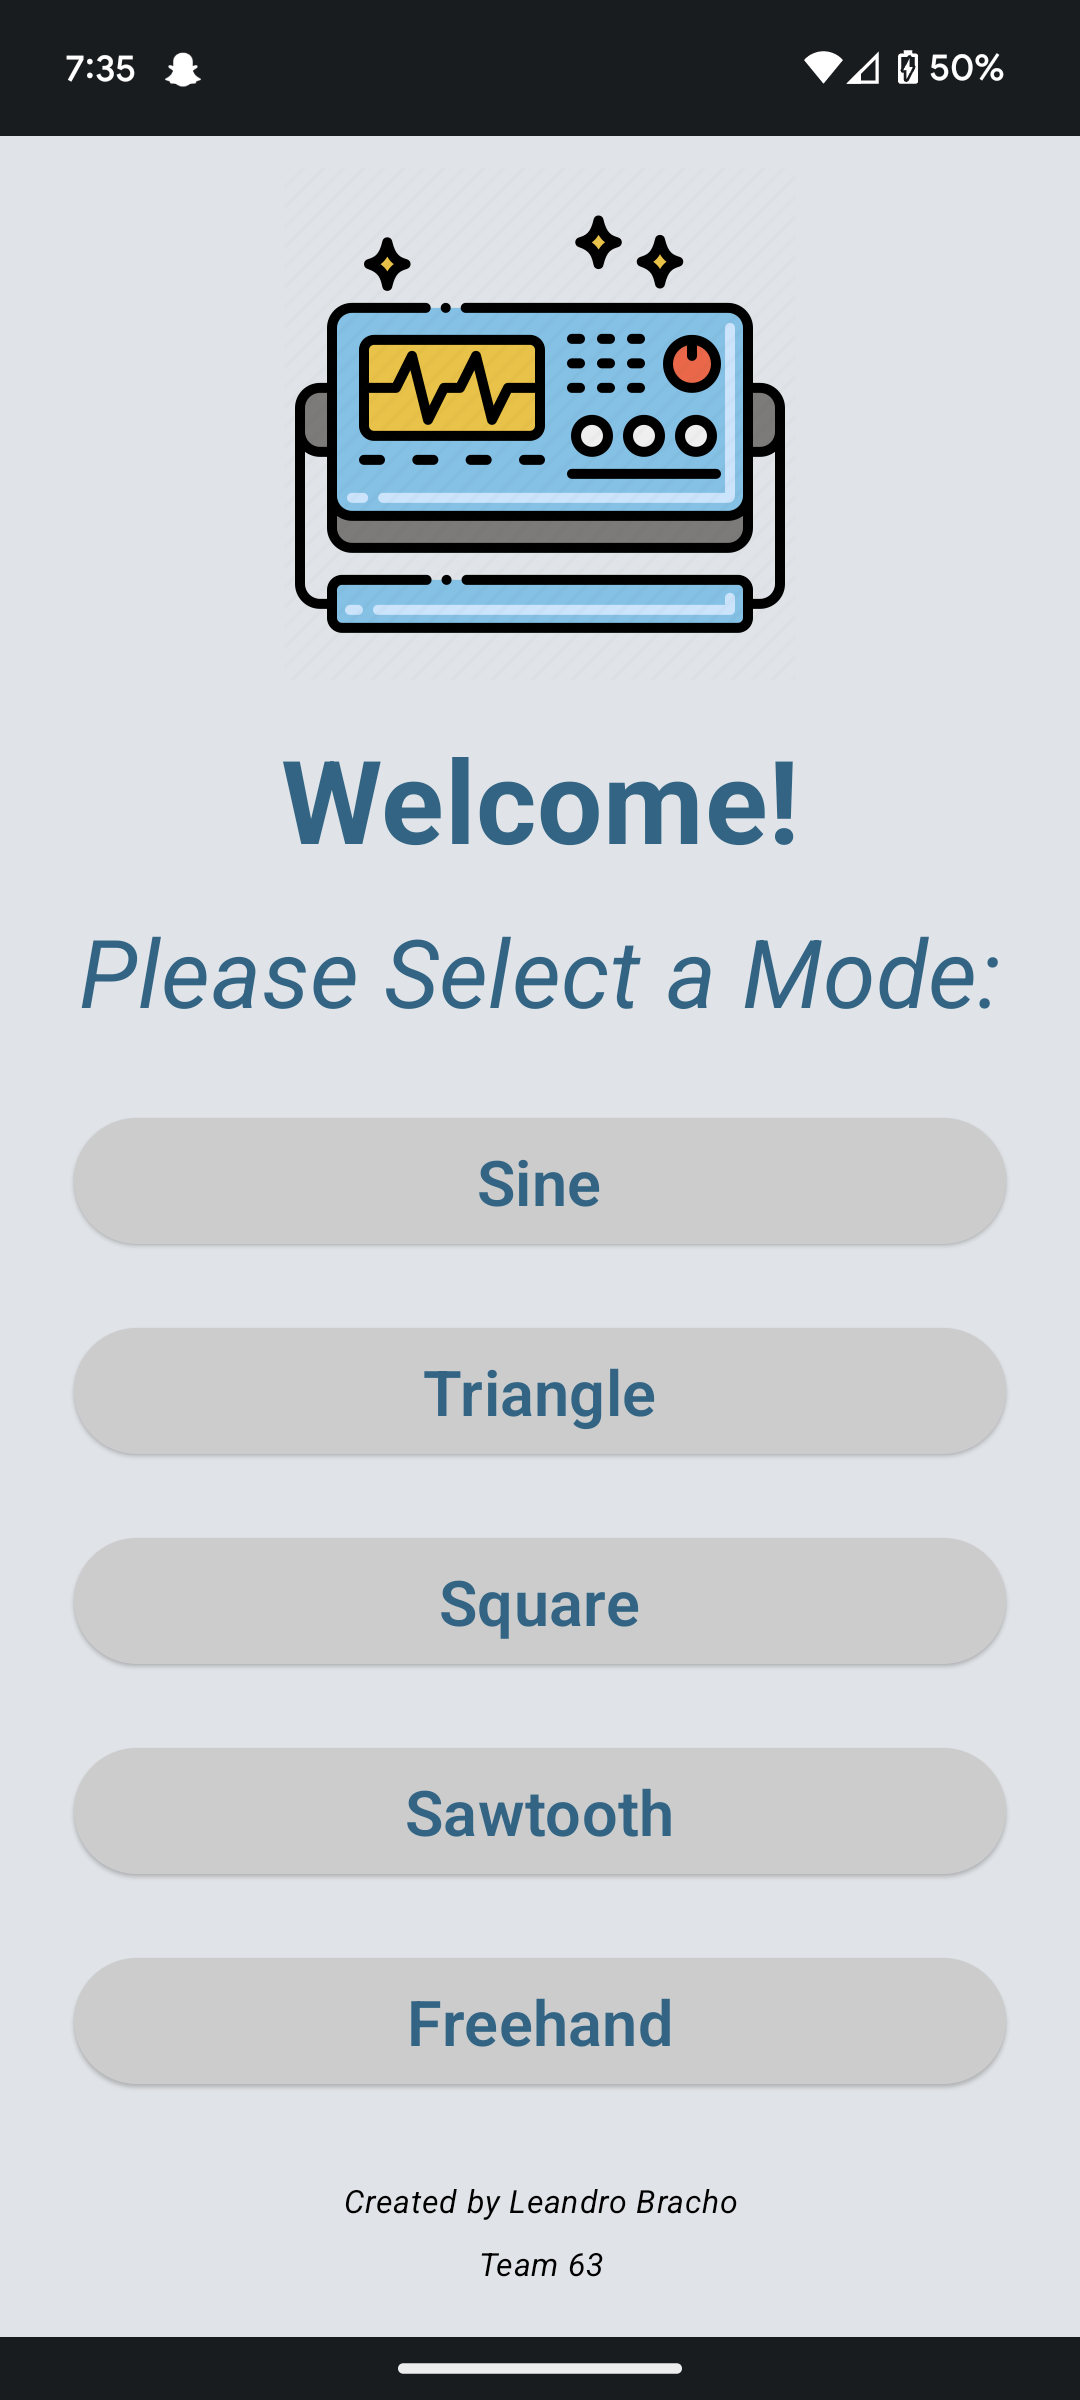 7:35 50%
Welcome!
Please Select a Mode:
Sine
Triangle
Square
Sawtooth
Freehand
Created by Leandro Bracho
Team 63